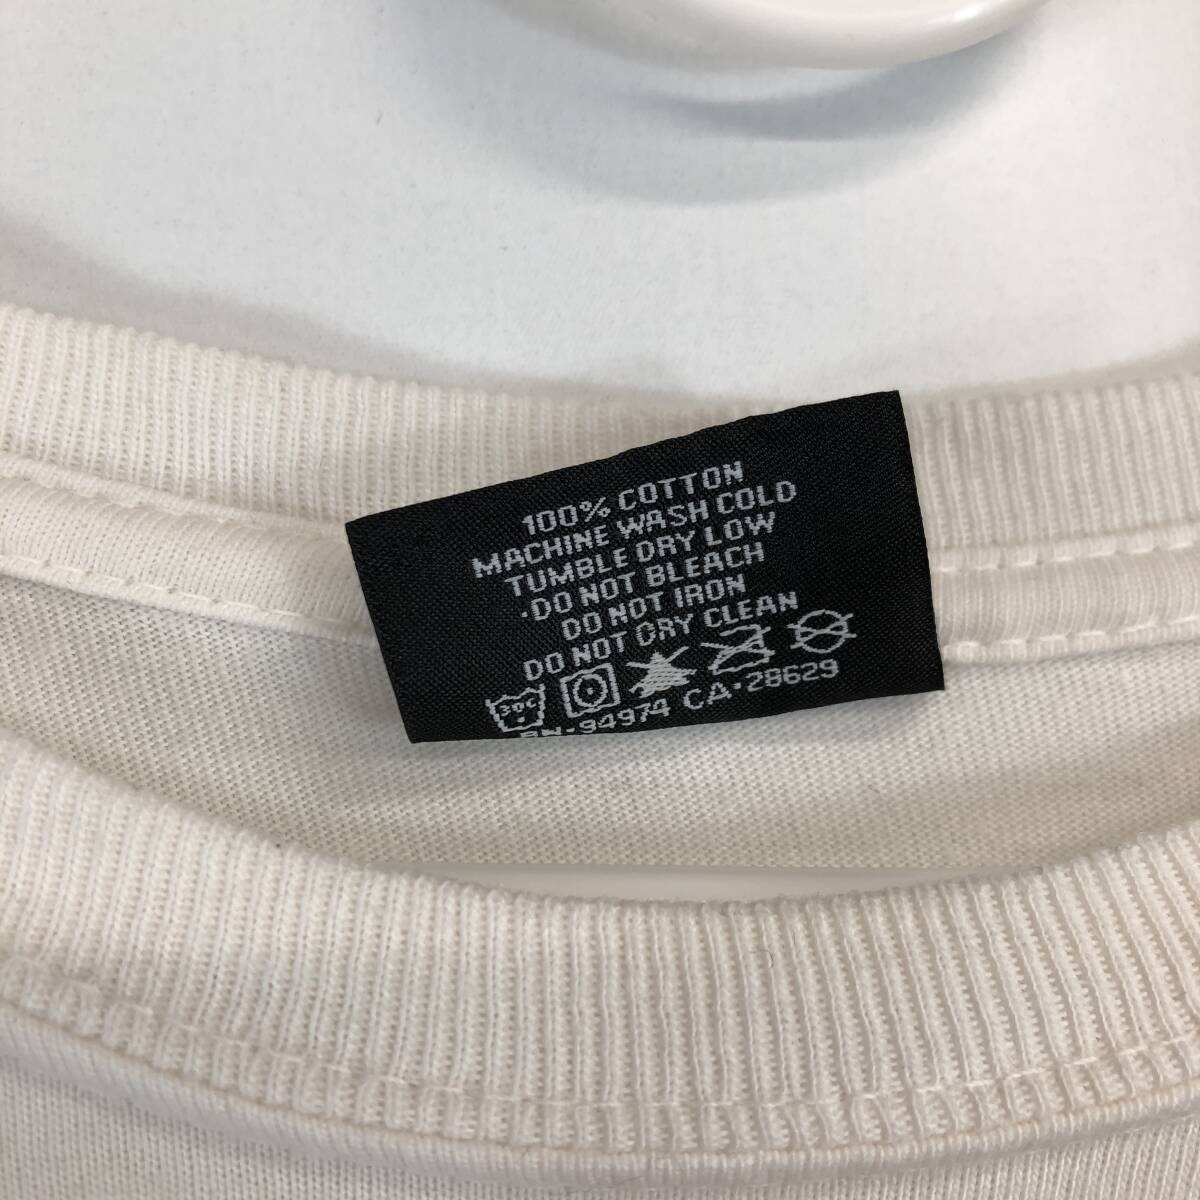 100% COTTON
MACHINE WASH COLD
TUMBLE DRY LOW
·DO NOT BLEACH
DO NOT IRON
DO NOT DRY CLEAN
30C
RN·94974 CA·28629